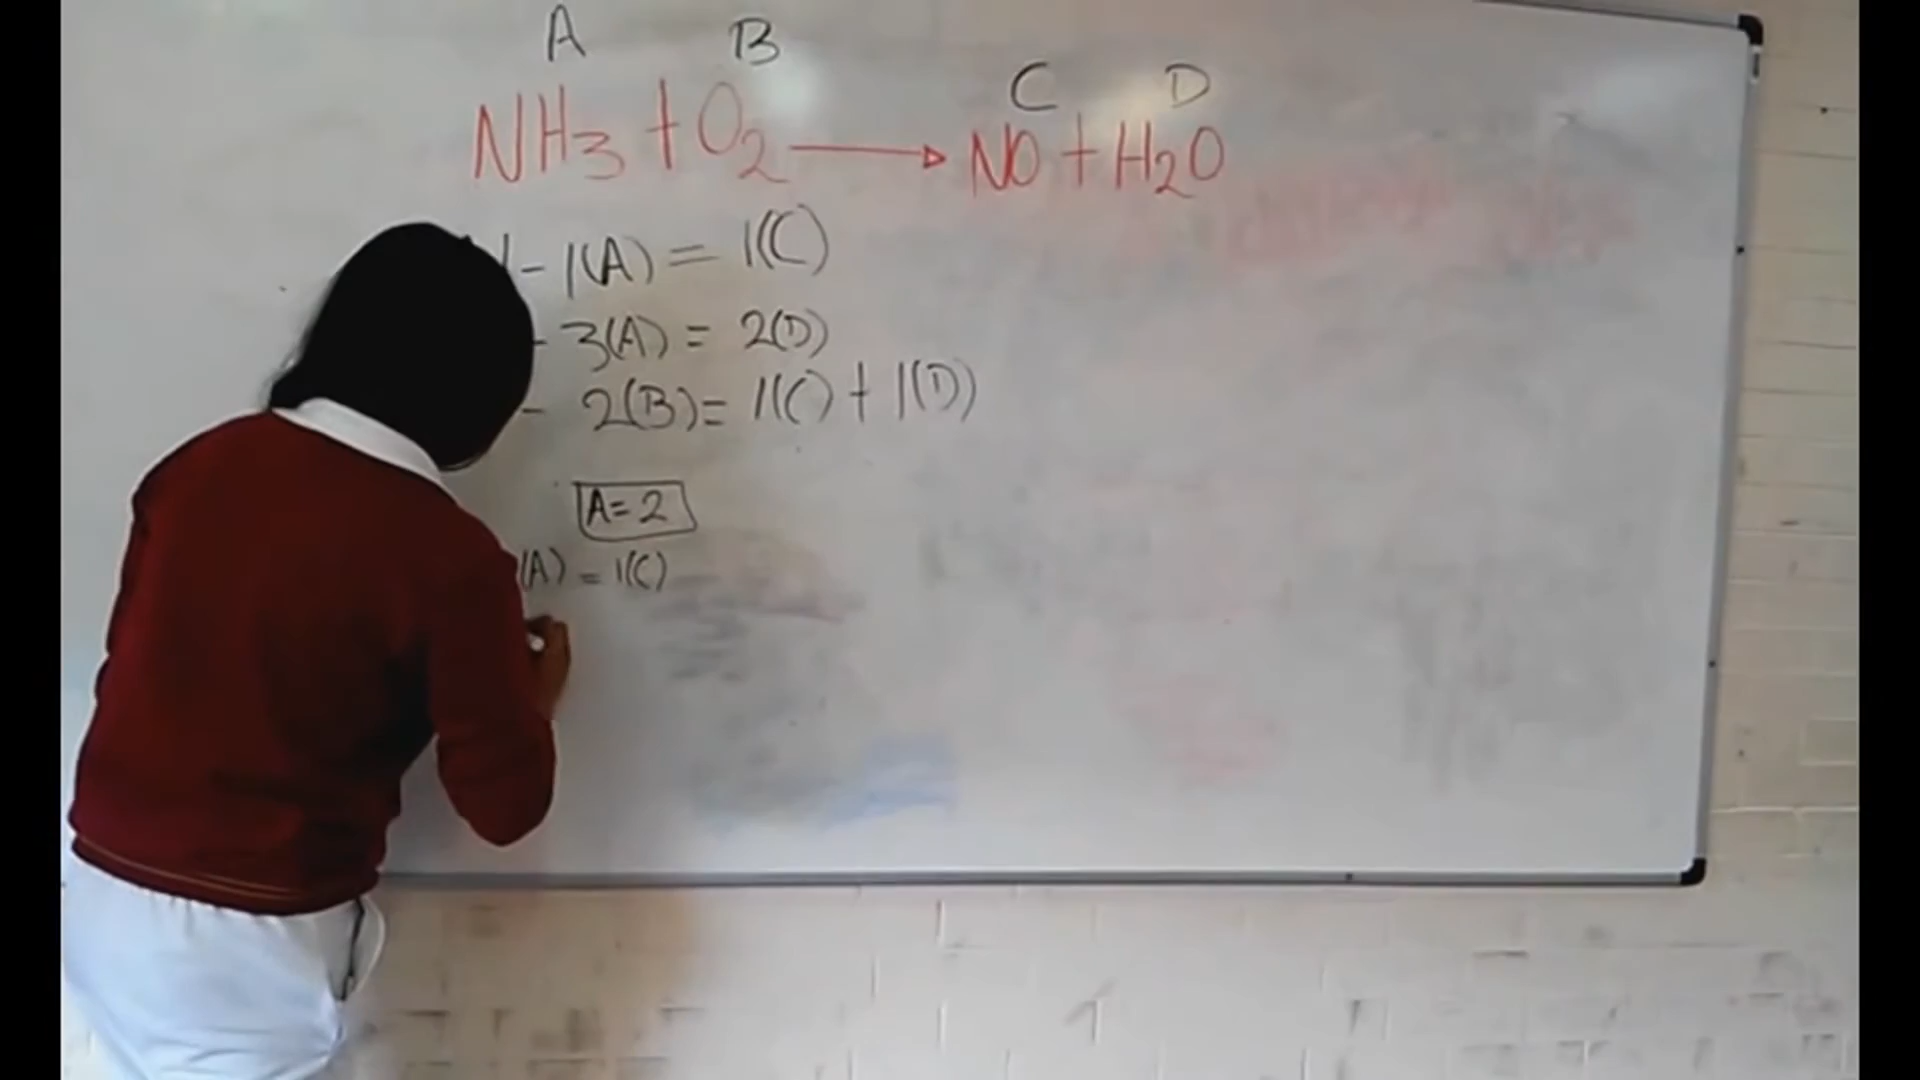 A B C D
NH3 + O2 → NO + H2O
- 1(A) = 1(C)
- 3(A) = 2(D)
- 2(B) = 1(C) + 1(D)
A = 2
(A) = 1(C)